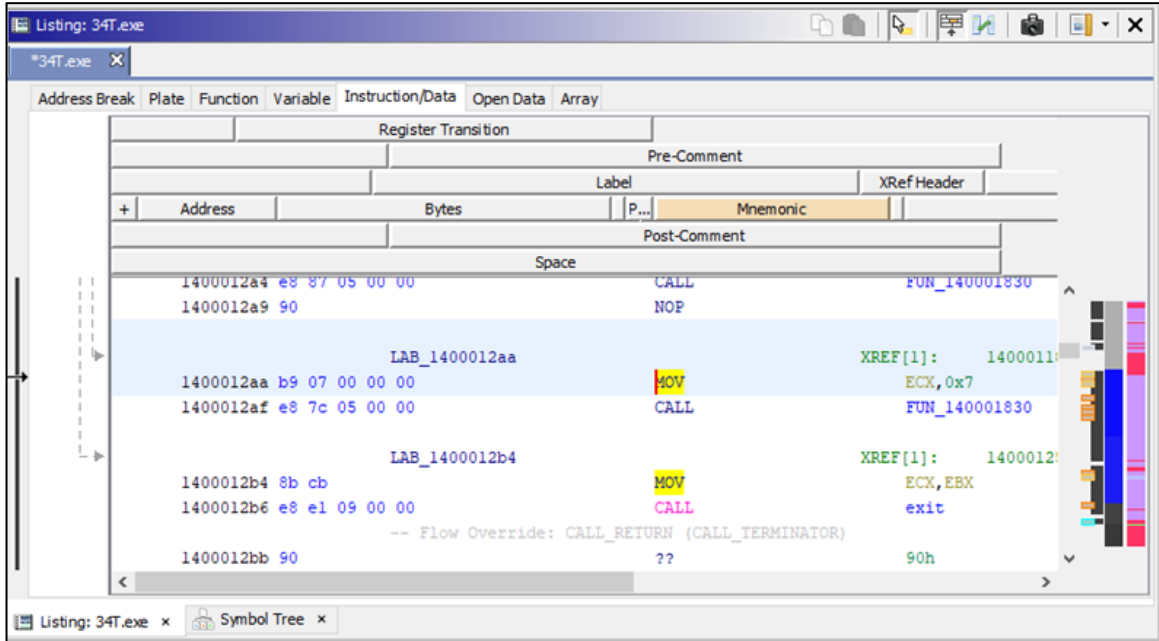 Listing: 34T.exe
*34T.exe
Address Break Plate Function Variable Instruction/Data Open Data Array
Register Transition
Pre-Comment
Label XRef Header
+ Address Bytes P... Mnemonic
Post-Comment
Space
1400012a4 e8 87 05 00 00 CALL FUN_140001830
1400012a9 90 NOP
LAB_1400012aa XREF[1]: 1400011
1400012aa b9 07 00 00 00 MOV ECX,0x7
1400012af e8 7c 05 00 00 CALL FUN_140001830
LAB_1400012b4 XREF[1]: 1400012
1400012b4 8b cb MOV ECX,EBX
1400012b6 e8 e1 09 00 00 CALL exit
-- Flow Override: CALL_RETURN (CALL_TERMINATOR)
1400012bb 90 ?? 90h
Listing: 34T.exe × Symbol Tree ×